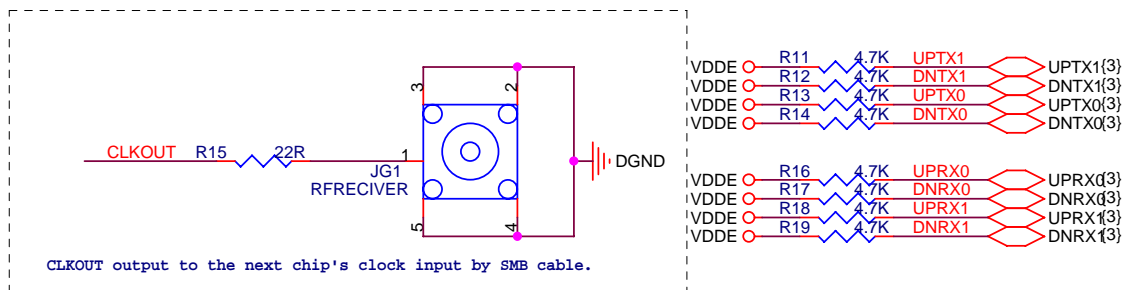 CLKOUT R15 22R 1 3 2 5 4
JG1
RFRECIVER
DGND
CLKOUT output to the next chip's clock input by SMB cable.
VDDE R11 4.7K UPTX1 UPTX1{3}
VDDE R12 4.7K DNTX1 DNTX1{3}
VDDE R13 4.7K UPTX0 UPTX0{3}
VDDE R14 4.7K DNTX0 DNTX0{3}
VDDE R16 4.7K UPRX0 UPRX0{3}
VDDE R17 4.7K DNRX0 DNRX0{3}
VDDE R18 4.7K UPRX1 UPRX1{3}
VDDE R19 4.7K DNRX1 DNRX1{3}